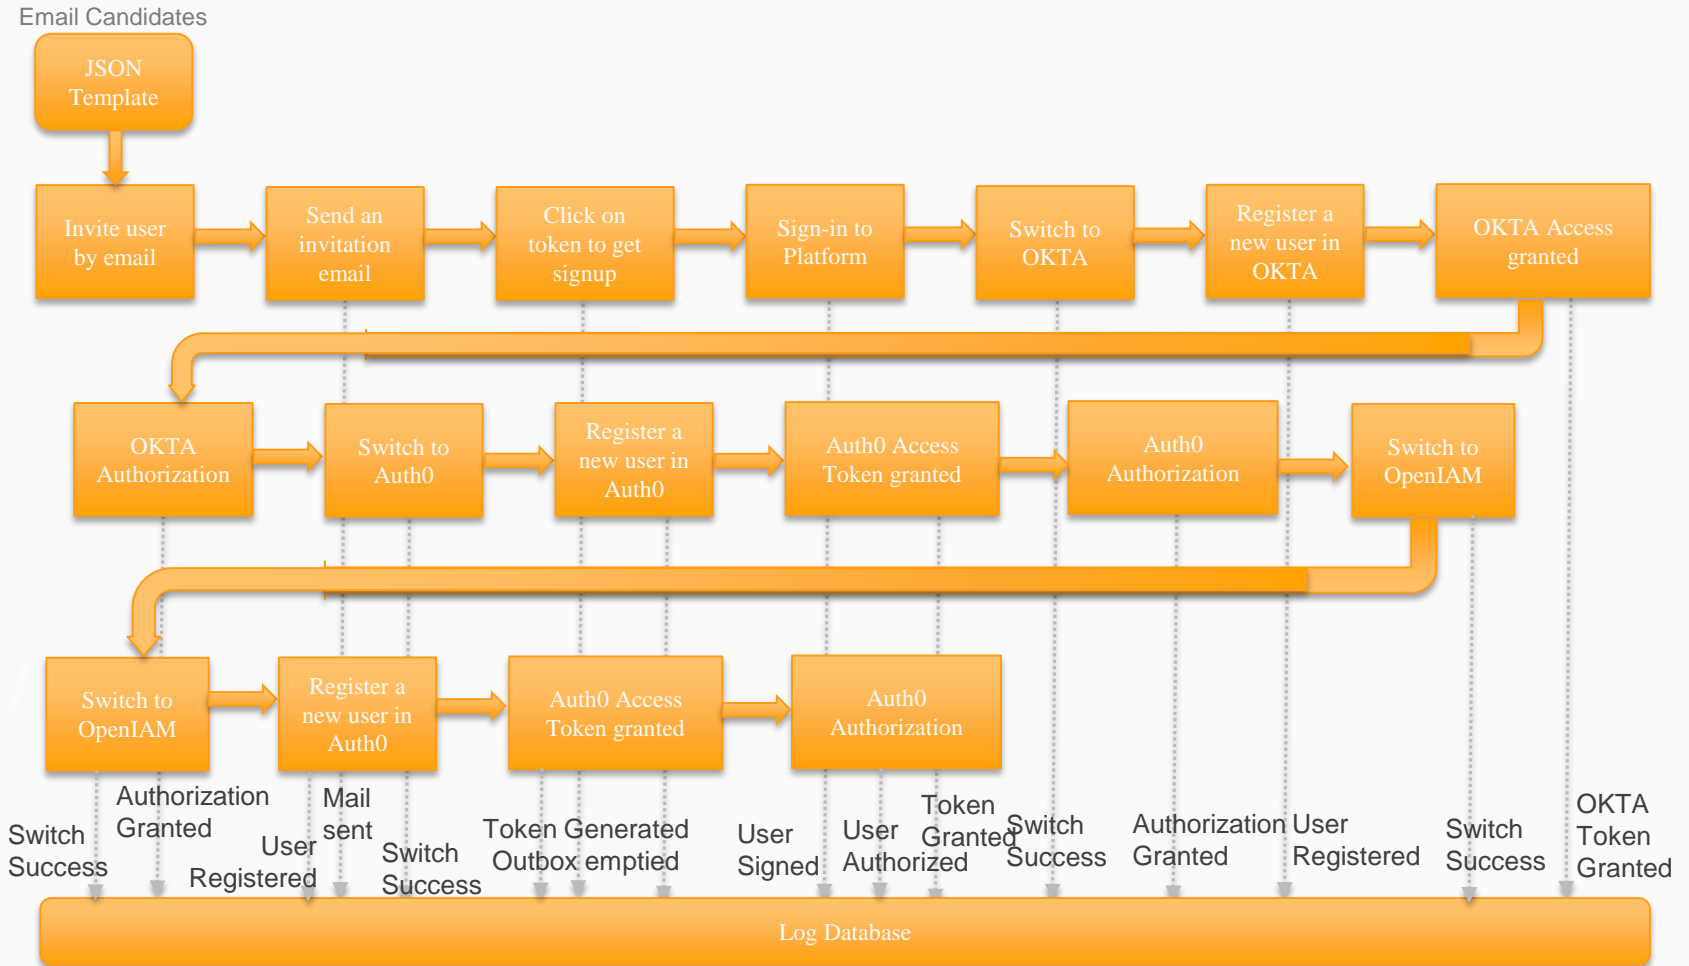 Email Candidates
JSON
Template
Invite user
by email
Send an
invitation
email
Click on
token to get
signup
Sign-in to
Platform
Switch to
OKTA
Register a
new user in
OKTA
OKTA Access
granted
OKTA
Authorization
Switch to
Auth0
Register a
new user in
Auth0
Auth0 Access
Token granted
Auth0
Authorization
Switch to
OpenIAM
Switch to
OpenIAM
Register a
new user in
Auth0
Auth0 Access
Token granted
Auth0
Authorization
Switch
Success
Authorization
Granted
User
Registered
Mail
sent
Switch
Success
Token Generated
Outbox emptied
User
Signed
User
Authorized
Token
Granted
Switch
Success
Authorization
Granted
User
Registered
Switch
Success
OKTA
Token
Granted
Log Database